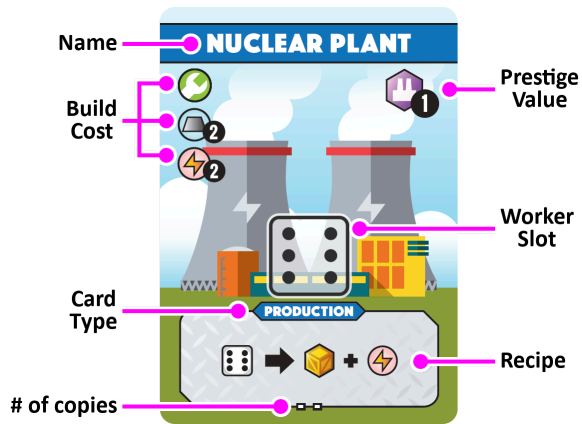 Name
NUCLEAR PLANT
Prestige
Value
1
Build
Cost
2
2
Worker
Slot
Card
Type
PRODUCTION
Recipe
# of copies